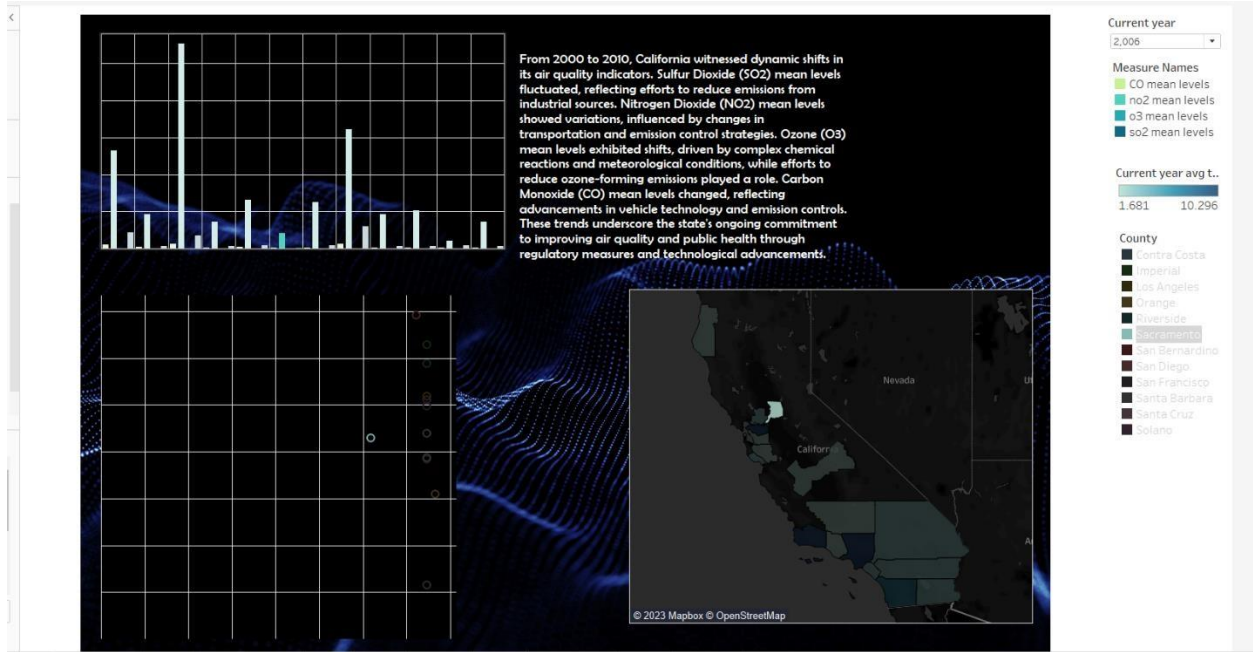 From 2000 to 2010, California witnessed dynamic shifts in
its air quality indicators. Sulfur Dioxide (SO2) mean levels
fluctuated, reflecting efforts to reduce emissions from
industrial sources. Nitrogen Dioxide (NO2) mean levels
showed variations, influenced by changes in
transportation and emission control strategies. Ozone (O3)
mean levels exhibited shifts, driven by complex chemical
reactions and meteorological conditions, while efforts to
reduce ozone-forming emissions played a role. Carbon
Monoxide (CO) mean levels changed, reflecting
advancements in vehicle technology and emission controls.
These trends underscore the state's ongoing commitment
to improving air quality and public health through
regulatory measures and technological advancements.
Nevada
California
© 2023 Mapbox © OpenStreetMap
Current year
2,006
Measure Names
CO mean levels
no2 mean levels
o3 mean levels
so2 mean levels
Current year avg t..
1.681 10.296
County
Contra Costa
Imperial
Los Angeles
Orange
Riverside
Sacramento
San Bernardino
San Diego
San Francisco
Santa Barbara
Santa Cruz
Solano